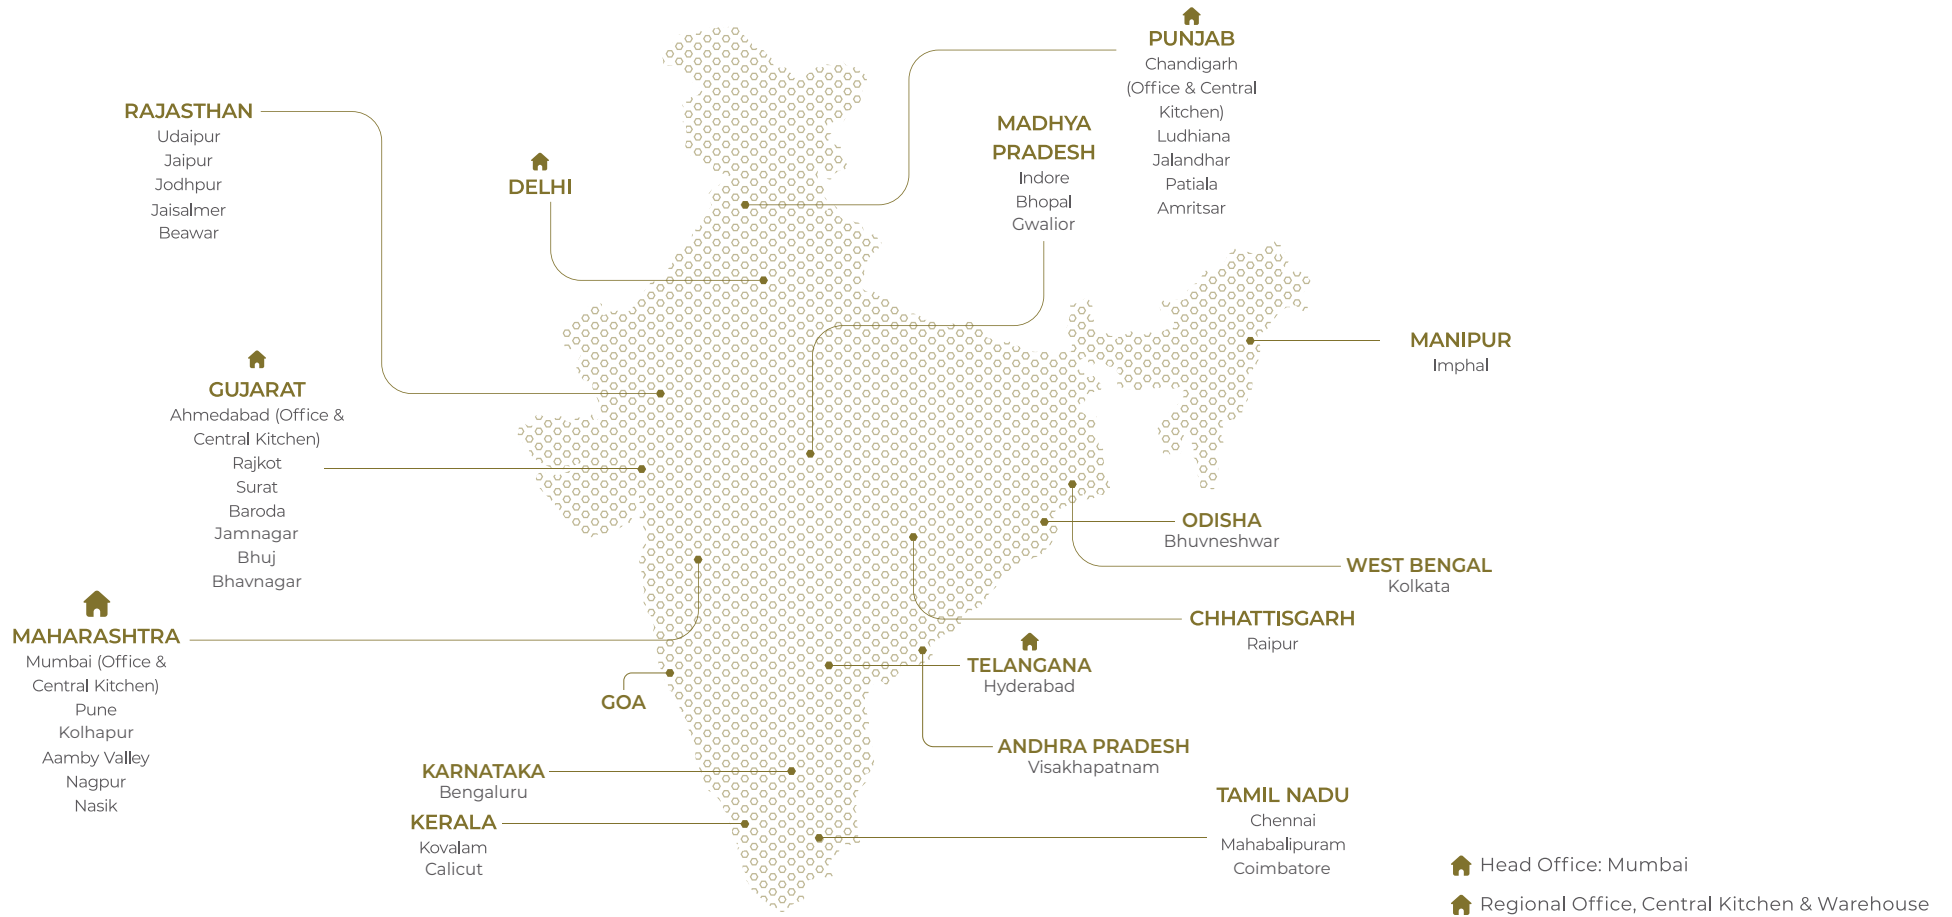 PUNJAB
Chandigarh
(Office & Central
Kitchen)
Ludhiana
Jalandhar
Patiala
Amritsar
RAJASTHAN
Udaipur
Jaipur
Jodhpur
Jaisalmer
Beawar
DELHI
MADHYA
PRADESH
Indore
Bhopal
Gwalior
MANIPUR
Imphal
GUJARAT
Ahmedabad (Office &
Central Kitchen)
Rajkot
Surat
Baroda
Jamnagar
Bhuj
Bhavnagar
ODISHA
Bhuvneshwar
WEST BENGAL
Kolkata
CHHATTISGARH
Raipur
MAHARASHTRA
Mumbai (Office &
Central Kitchen)
Pune
Kolhapur
Aamby Valley
Nagpur
Nasik
TELANGANA
Hyderabad
GOA
ANDHRA PRADESH
Visakhapatnam
KARNATAKA
Bengaluru
KERALA
Kovalam
Calicut
TAMIL NADU
Chennai
Mahabalipuram
Coimbatore
Head Office: Mumbai
Regional Office, Central Kitchen & Warehouse